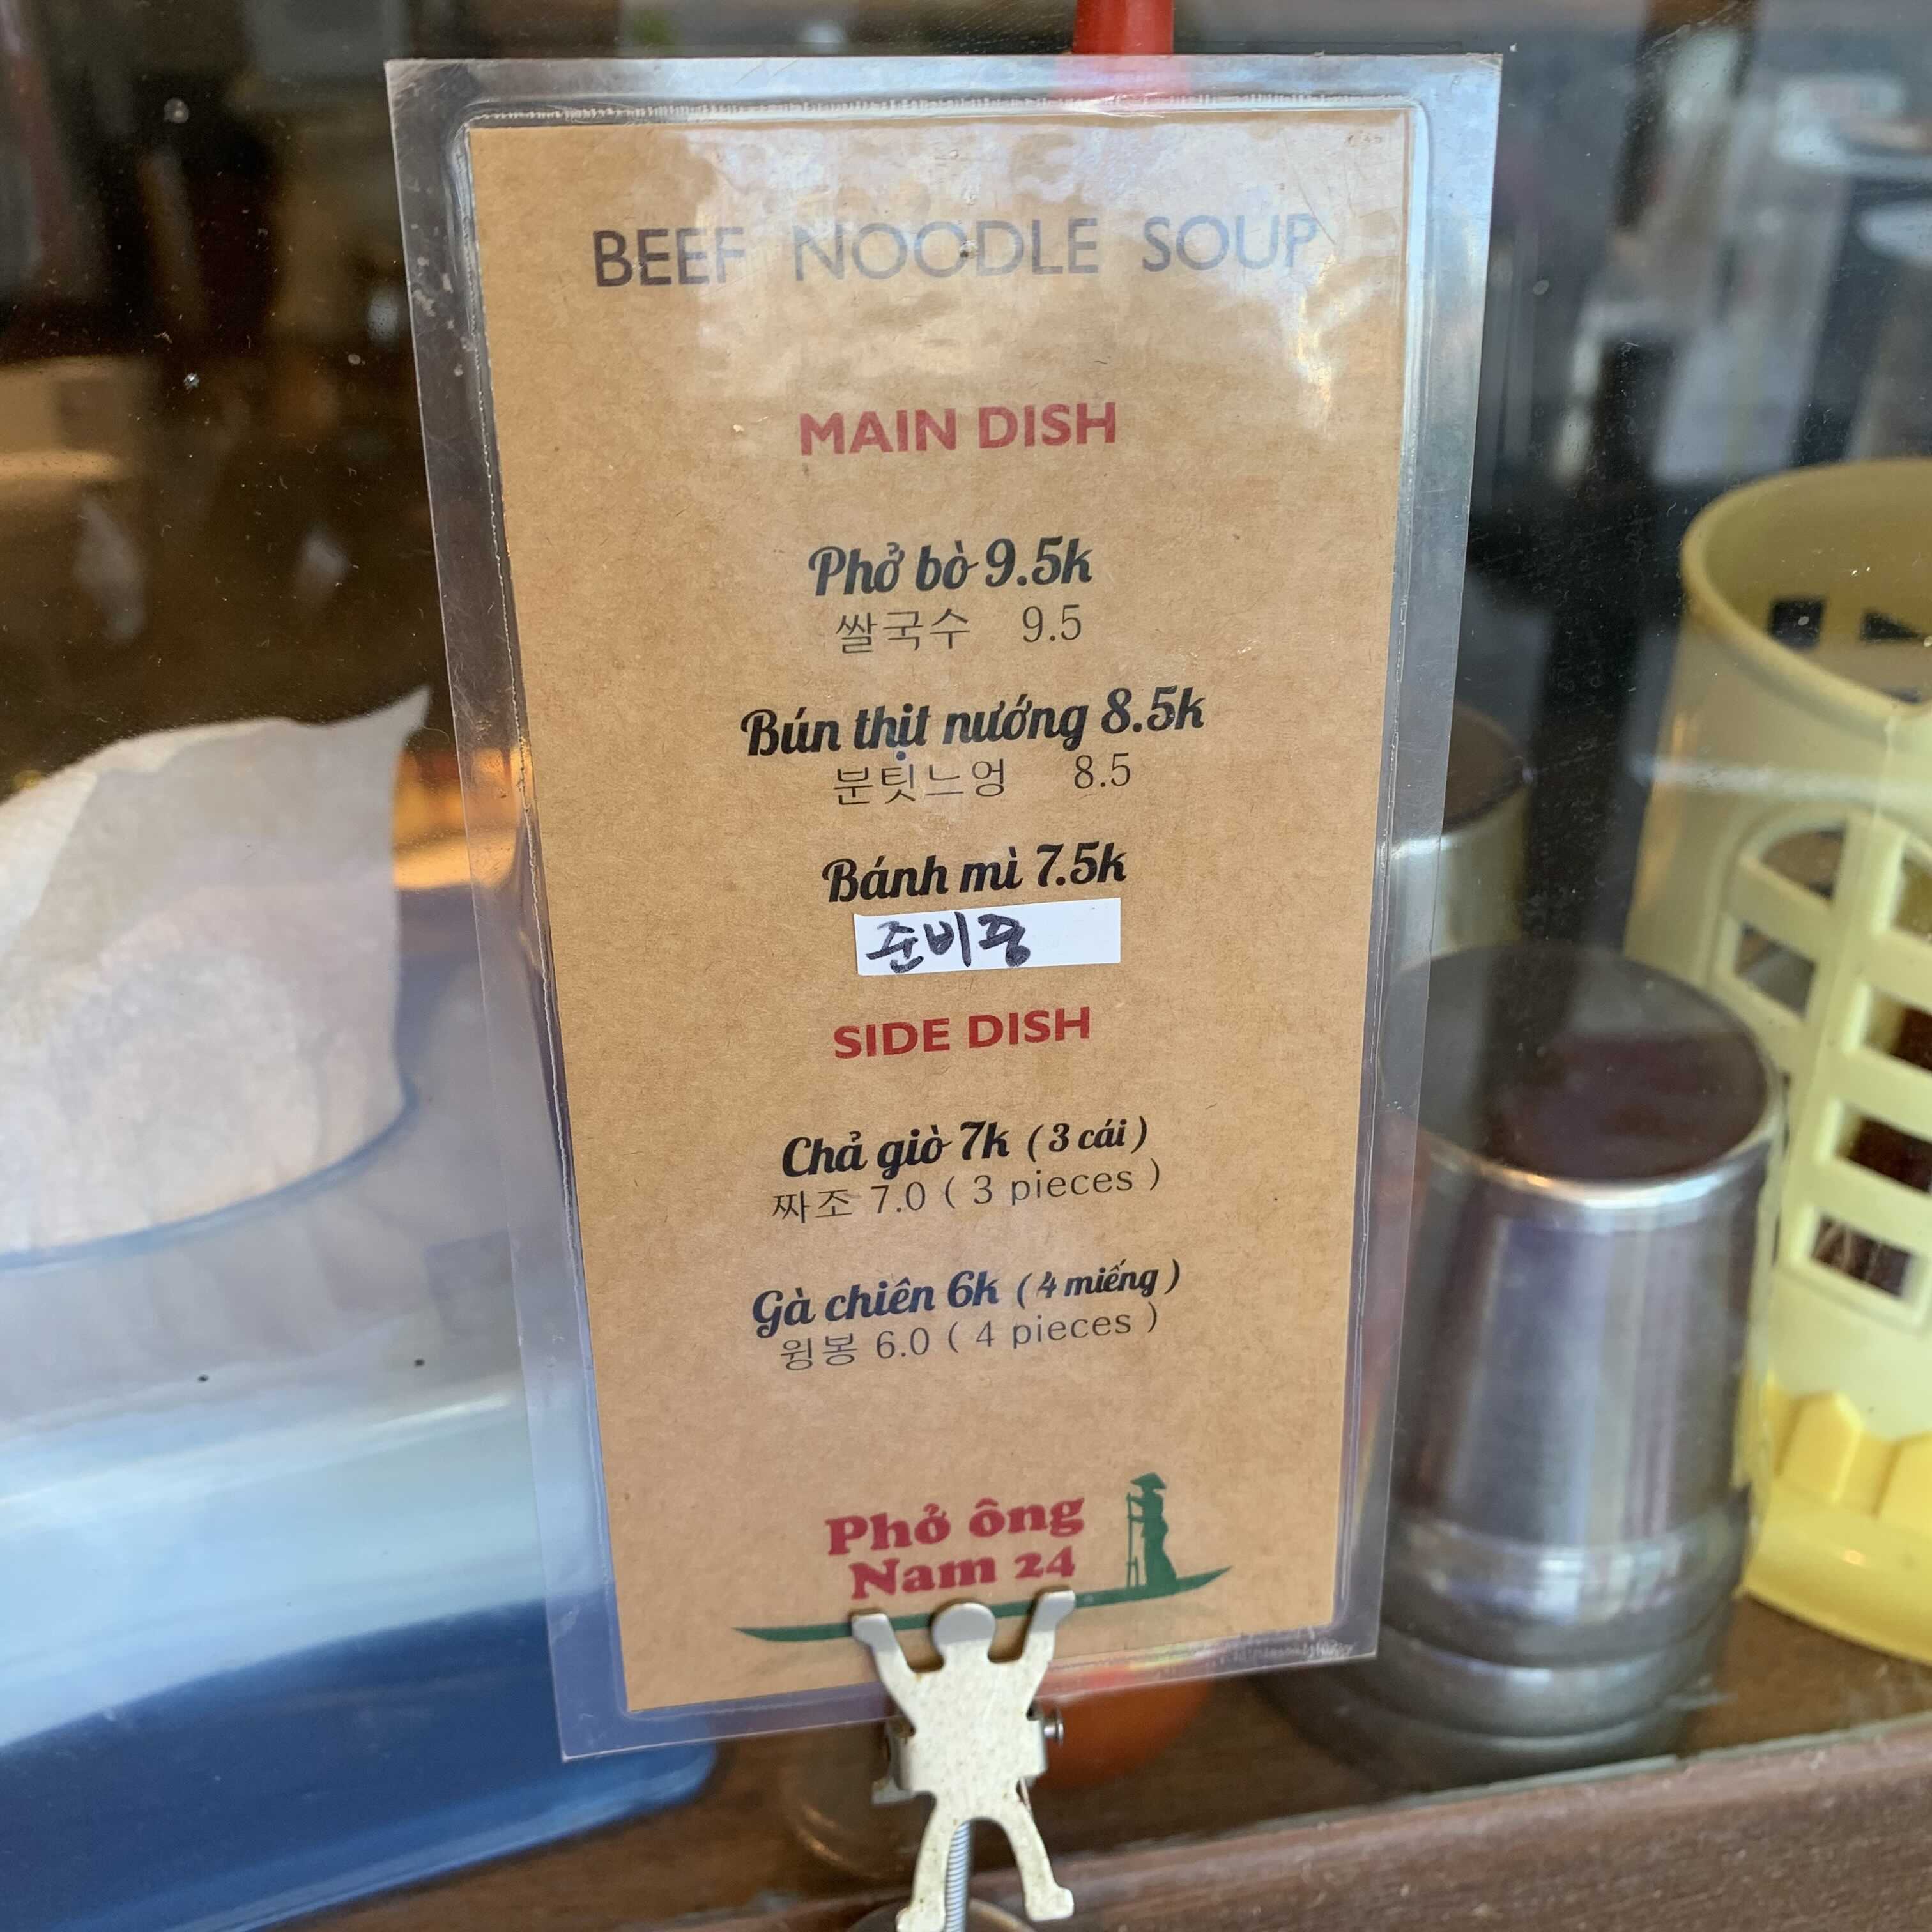 BEEF NOODLE SOUP
MAIN DISH
Phở bò 9.5k
쌀국수 9.5
Bún thịt nướng 8.5k
분팃느엉 8.5
Bánh mì 7.5k
준비중
SIDE DISH
Chả giò 7k ( 3 cái )
짜조 7.0 ( 3 pieces )
Gà chiên 6k ( 4 miếng )
윙봉 6.0 ( 4 pieces )
Phở ông
Nam 24